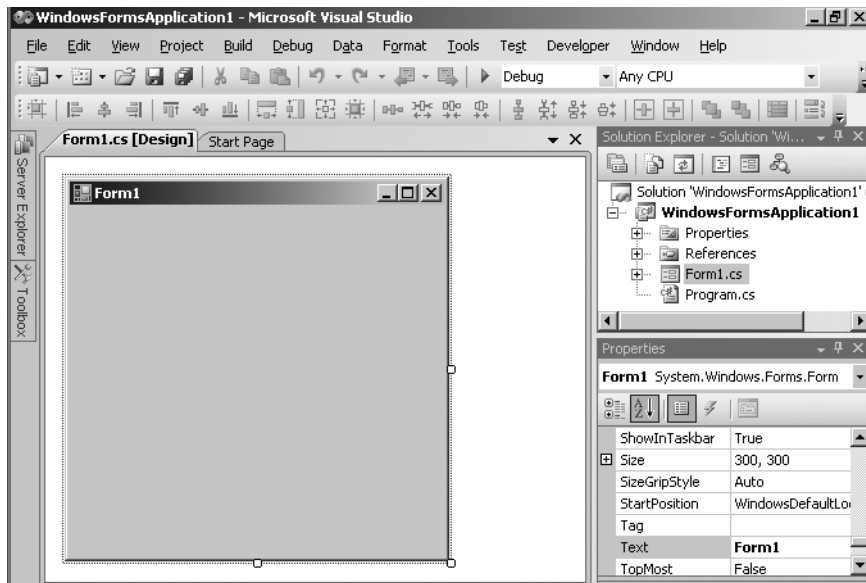 WindowsFormsApplication1 - Microsoft Visual Studio
File Edit View Project Build Debug Data Format Tools Test Developer Window Help
Debug Any CPU
Server Explorer
Toolbox
Form1.cs [Design] Start Page
Form1
Solution Explorer - Solution 'Wi...
Solution 'WindowsFormsApplication1'
WindowsFormsApplication1
Properties
References
Form1.cs
Program.cs
Properties
Form1 System.Windows.Forms.Form
ShowInTaskbar True
Size 300, 300
SizeGripStyle Auto
StartPosition WindowsDefaultLo
Tag
Text Form1
TopMost False